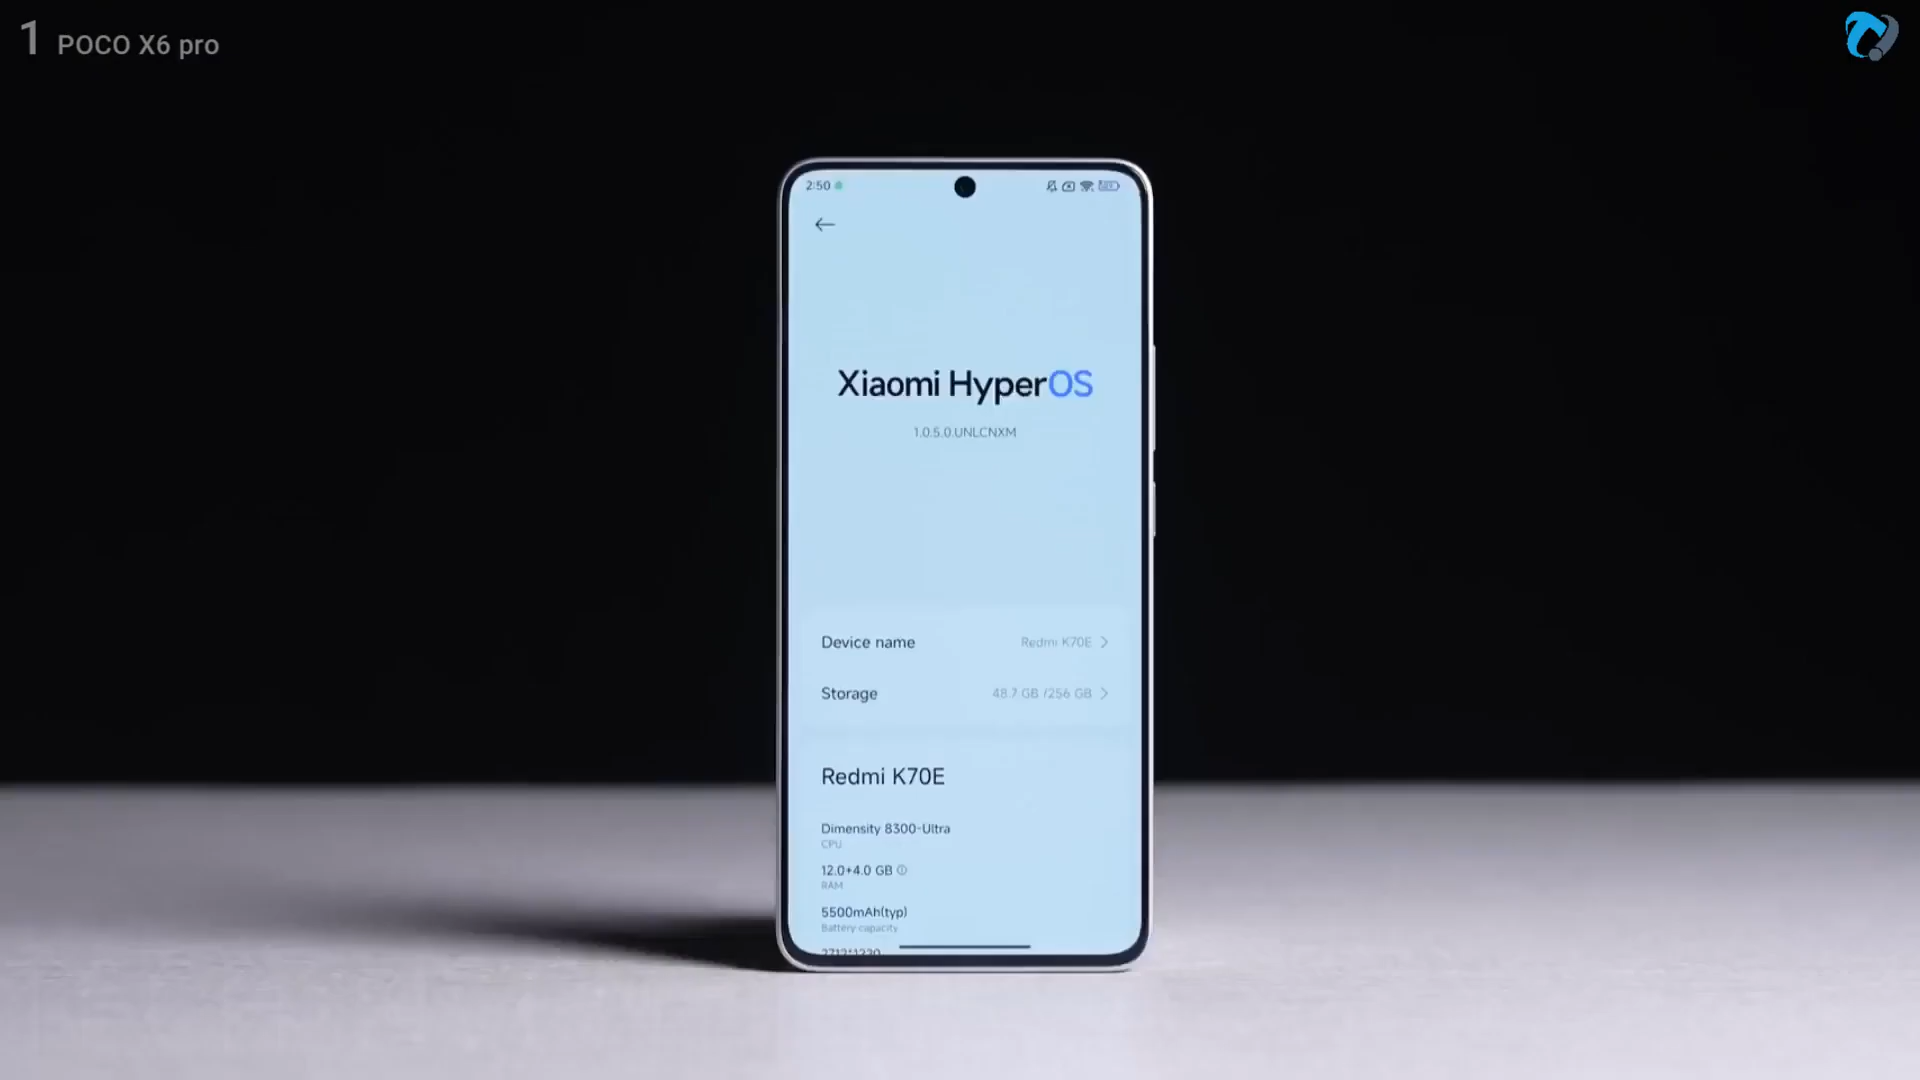 1 POCO X6 pro
2:50
Xiaomi HyperOS
1.0.5.0.UNLCNXM
Device name Redmi K70E
Storage 48.7 GB /256 GB
Redmi K70E
Dimensity 8300-Ultra
CPU
12.0+4.0 GB
RAM
5500mAh(typ)
Battery capacity
2712*1220